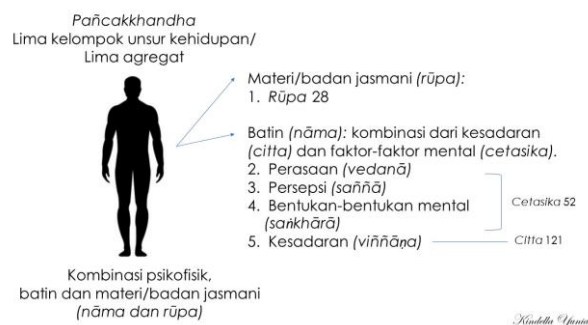 Pañcakkhandha
Lima kelompok unsur kehidupan/
Lima agregat
Materi/badan jasmani (rūpa):
1. Rūpa 28
Batin (nāma): kombinasi dari kesadaran
(citta) dan faktor-faktor mental (cetasika).
2. Perasaan (vedanā)
3. Persepsi (saññā)
4. Bentukan-bentukan mental
(saṅkhārā)
5. Kesadaran (viññāṇa)
Cetasika 52
Citta 121
Kombinasi psikofisik,
batin dan materi/badan jasmani
(nāma dan rūpa)